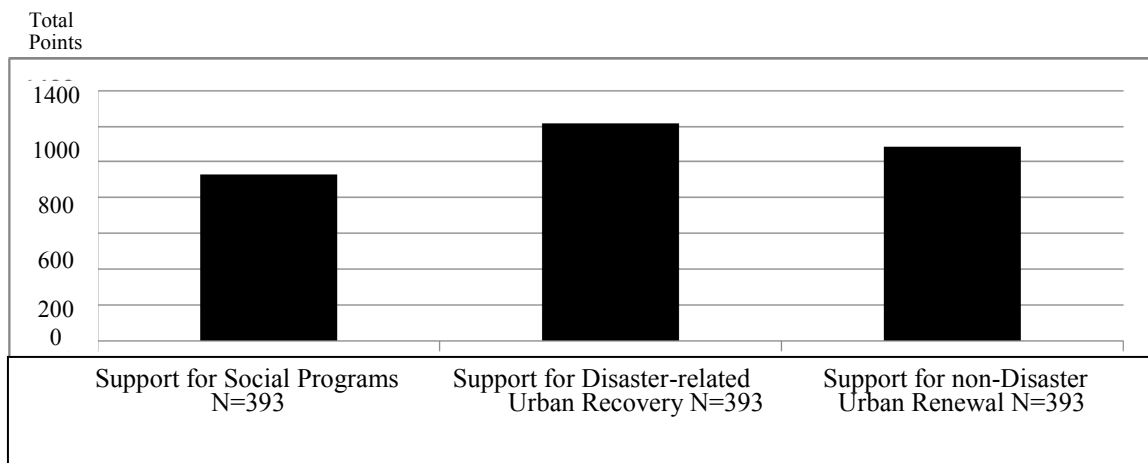 Total
Points
1400
1000
800
600
200
0
Support for Social Programs
N=393
Support for Disaster-related
Urban Recovery N=393
Support for non-Disaster
Urban Renewal N=393